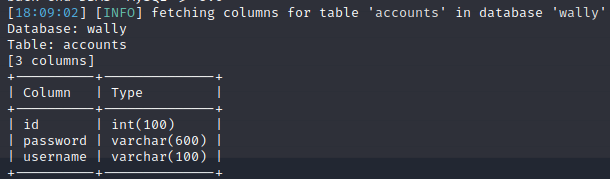 [18:09:02] [INFO] fetching columns for table 'accounts' in database 'wally'
Database: wally
Table: accounts
[3 columns]
+----------+--------------+
| Column | Type |
+----------+--------------+
| id | int(100) |
| password | varchar(600) |
| username | varchar(100) |
+----------+--------------+